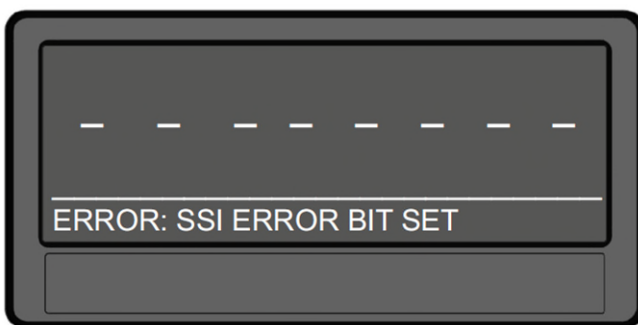 – – – – – – – –
ERROR: SSI ERROR BIT SET